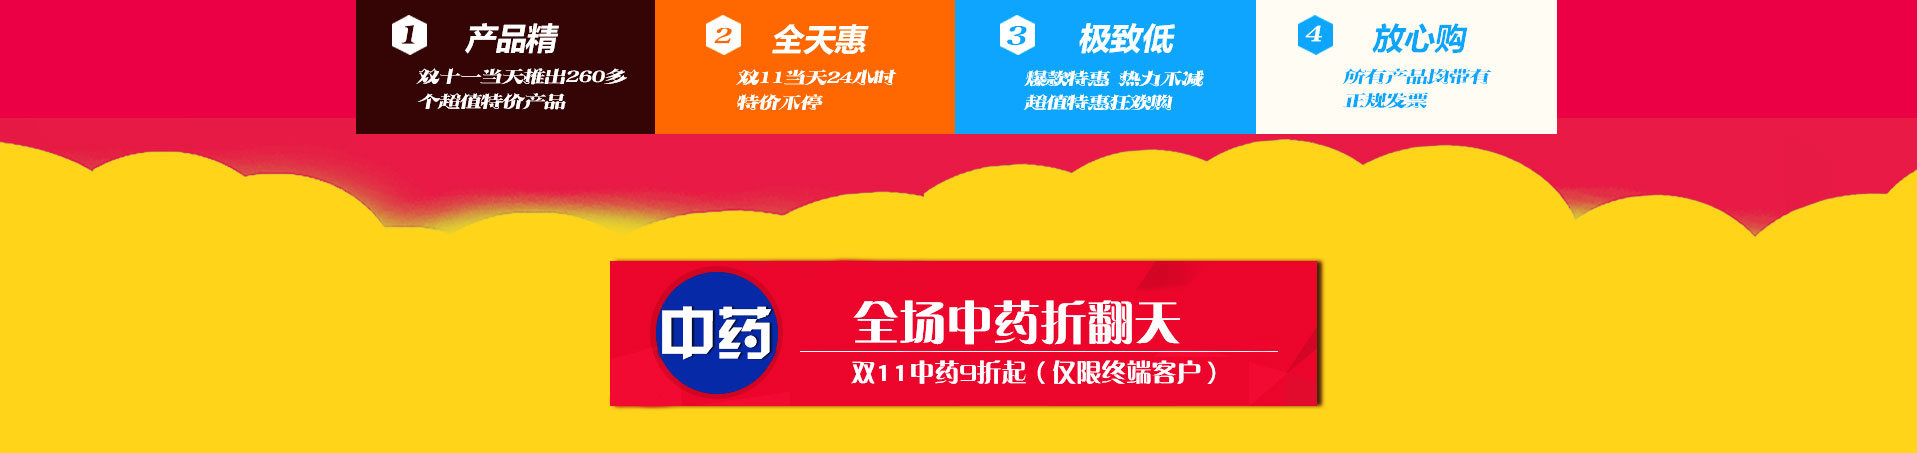 1 产品精
双十一当天推出260多
个超值特价产品
2 全天惠
双11当天24小时
特价不停
3 极致低
爆款特惠 热力不减
超值特惠狂欢购
4 放心购
所有产品均带有
正规发票
中药
全场中药折翻天
双11中药9折起（仅限终端客户）